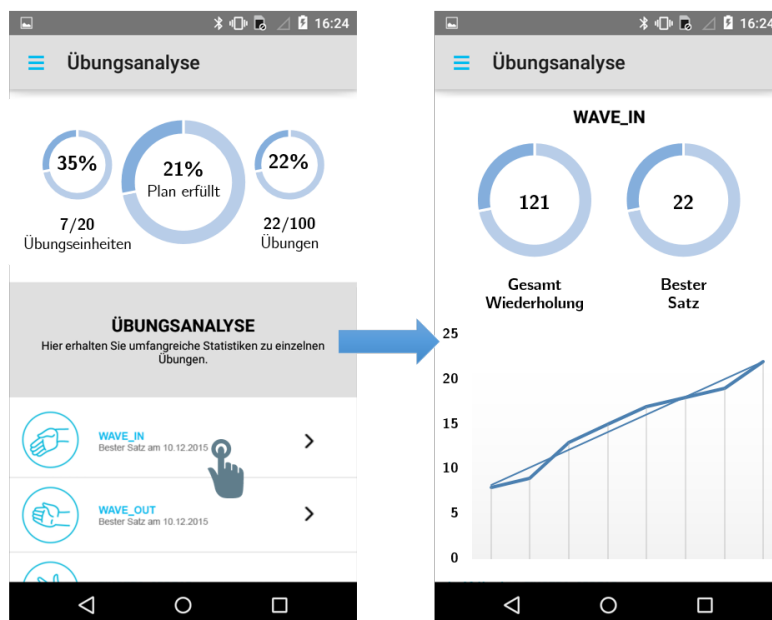 16:24
Übungsanalyse
35%
21%
Plan erfüllt
22%
7/20
Übungseinheiten
22/100
Übungen
ÜBUNGSANALYSE
Hier erhalten Sie umfangreiche Statistiken zu einzelnen
Übungen.
WAVE_IN
Bester Satz am 10.12.2015
WAVE_OUT
Bester Satz am 10.12.2015
16:24
Übungsanalyse
WAVE_IN
121
22
Gesamt
Wiederholung
Bester
Satz
25
20
15
10
5
0